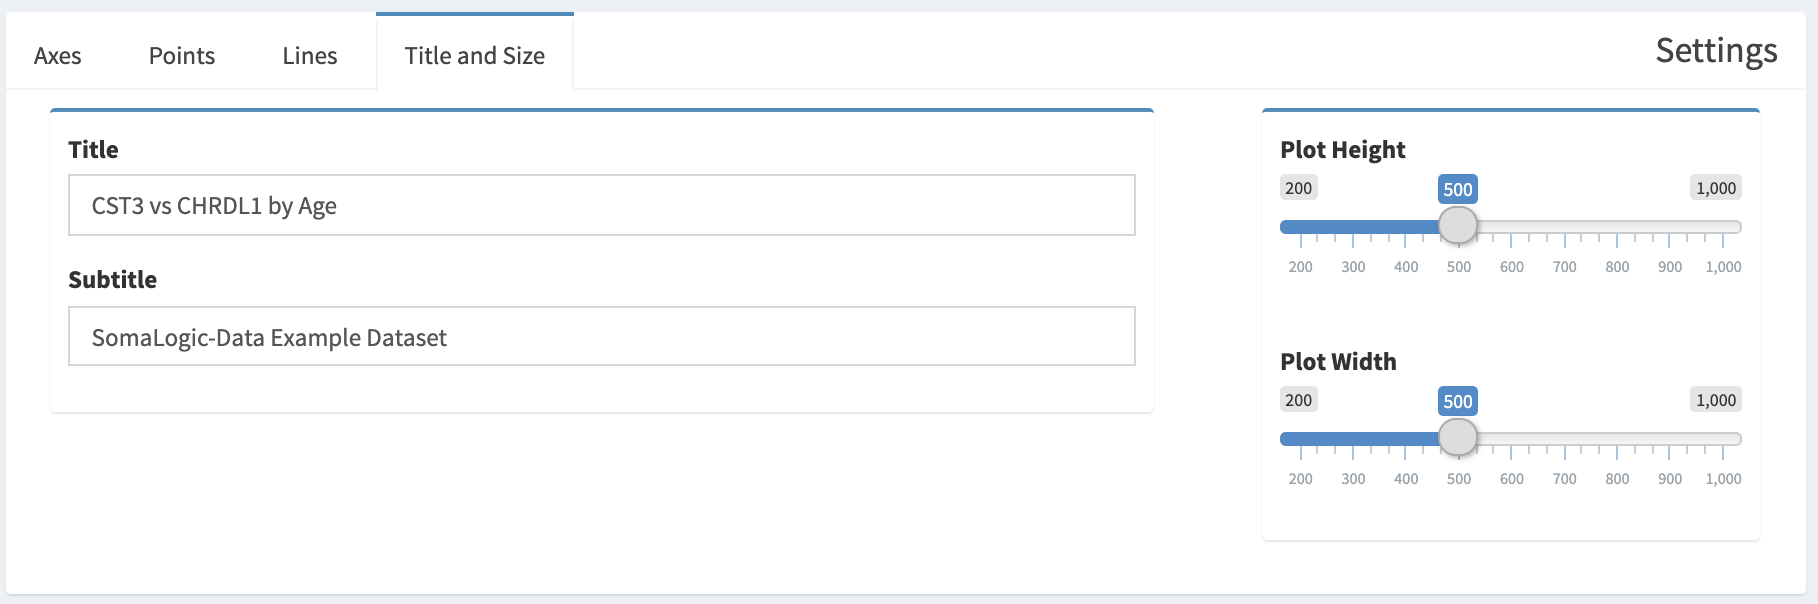 Axes Points Lines Title and Size Settings
Title
CST3 vs CHRDL1 by Age
Subtitle
SomaLogic-Data Example Dataset
Plot Height
200 500 1,000
200 300 400 500 600 700 800 900 1,000
Plot Width
200 500 1,000
200 300 400 500 600 700 800 900 1,000